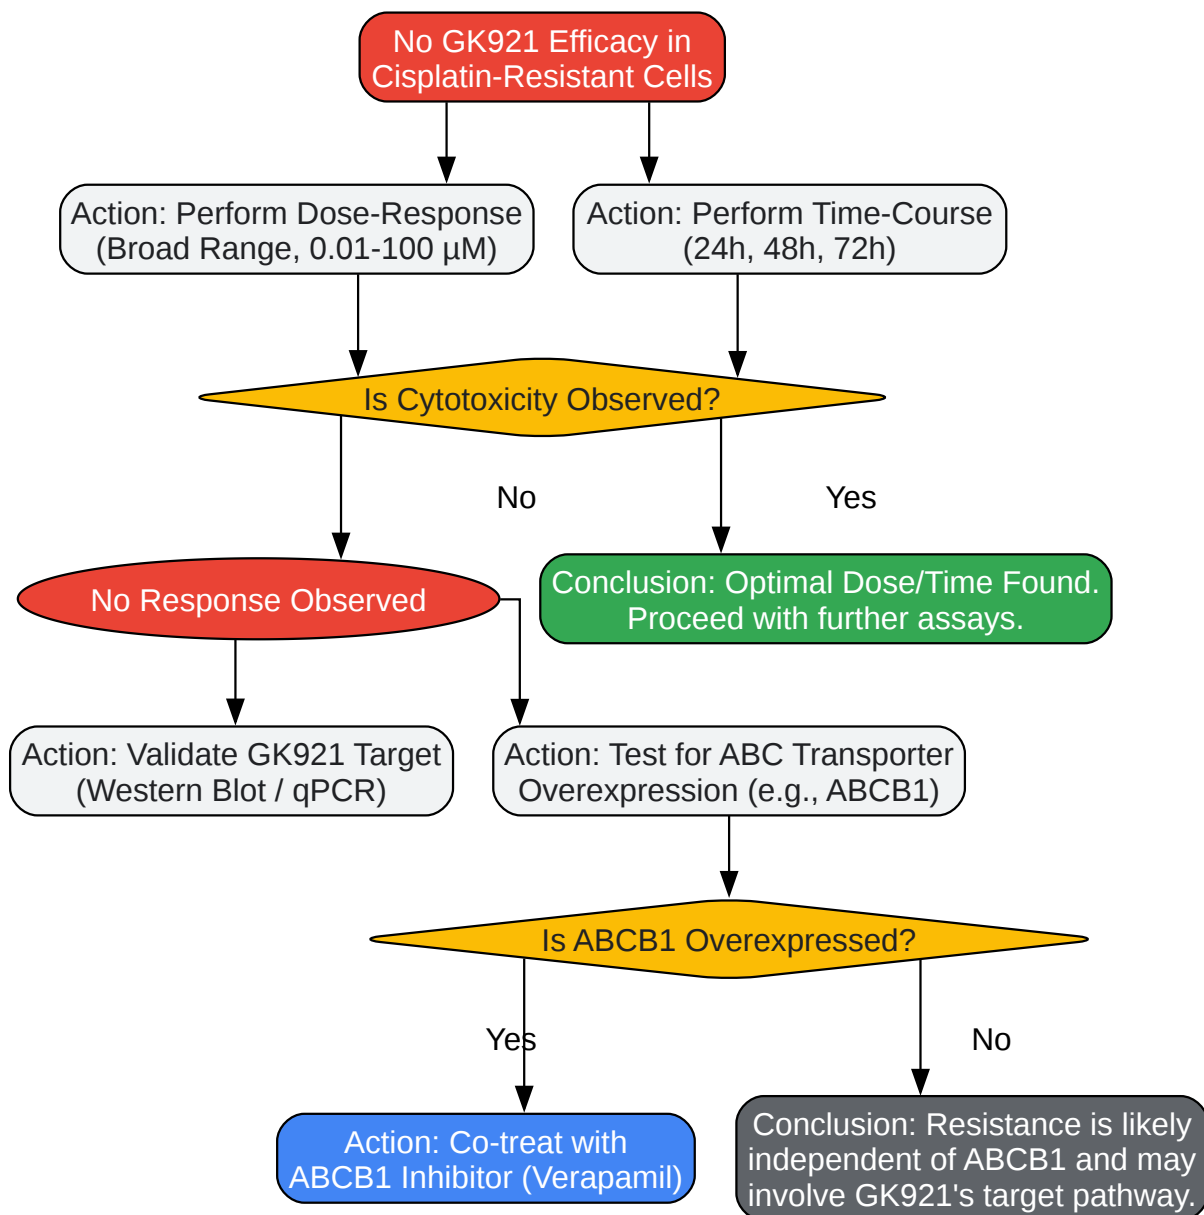 No GK921 Efficacy in
Cisplatin-Resistant Cells
Action: Perform Dose-Response
(Broad Range, 0.01-100 µM)
Action: Perform Time-Course
(24h, 48h, 72h)
Is Cytotoxicity Observed?
No
Yes
No Response Observed
Conclusion: Optimal Dose/Time Found.
Proceed with further assays.
Action: Validate GK921 Target
(Western Blot / qPCR)
Action: Test for ABC Transporter
Overexpression (e.g., ABCB1)
Is ABCB1 Overexpressed?
Yes
No
Action: Co-treat with
ABCB1 Inhibitor (Verapamil)
Conclusion: Resistance is likely
independent of ABCB1 and may
involve GK921's target pathway.